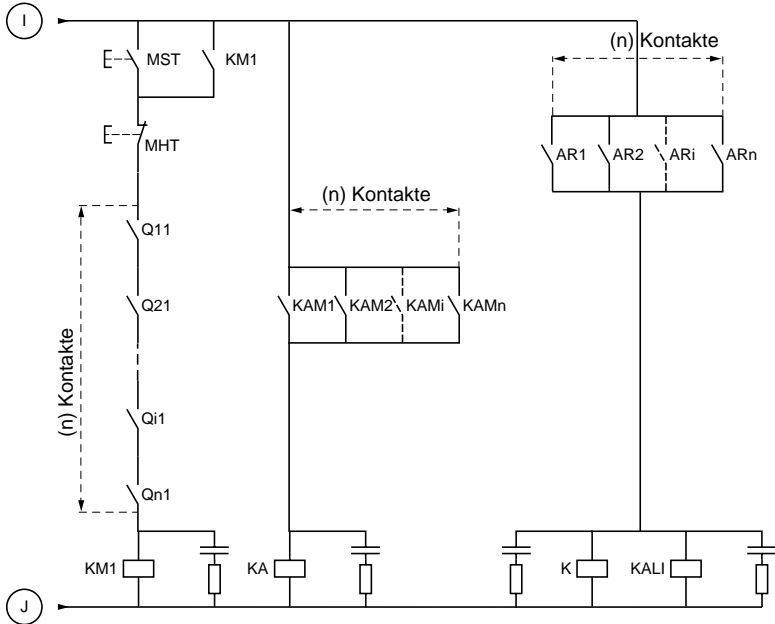 I
(n) Kontakte
MST
KM1
MHT
AR1
AR2
ARi
ARn
(n) Kontakte
Q11
Q21
KAM1
KAM2
KAMi
KAMn
(n) Kontakte
Qi1
Qn1
KM1
KA
K
KALI
J